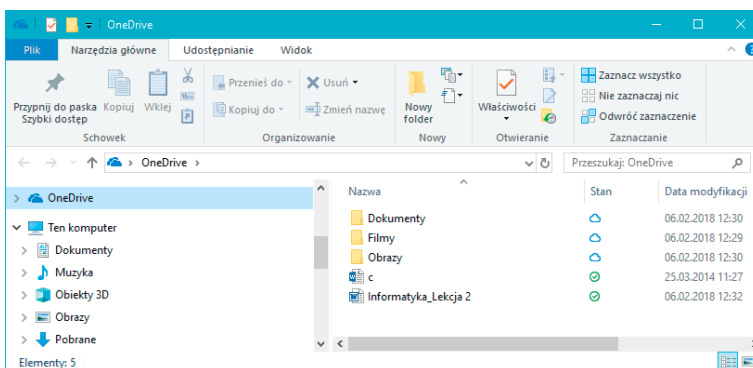 OneDrive
Plik Narzędzia główne Udostępnianie Widok
Przypnij do paska Szybki dostęp
Kopiuj
Wklej
Schowek
Przenieś do
Kopiuj do
Usuń
Zmień nazwę
Organizowanie
Nowy folder
Nowy
Właściwości
Otwieranie
Zaznacz wszystko
Nie zaznaczaj nic
Odwróć zaznaczenie
Zaznaczanie
OneDrive
Przeszukaj: OneDrive
OneDrive
Ten komputer
Dokumenty
Muzyka
Obiekty 3D
Obrazy
Pobrane
Nazwa Stan Data modyfikacji
Dokumenty 06.02.2018 12:30
Filmy 06.02.2018 12:29
Obrazy 06.02.2018 12:30
c 25.03.2014 11:27
Informatyka_Lekcja 2 06.02.2018 12:32
Elementy: 5